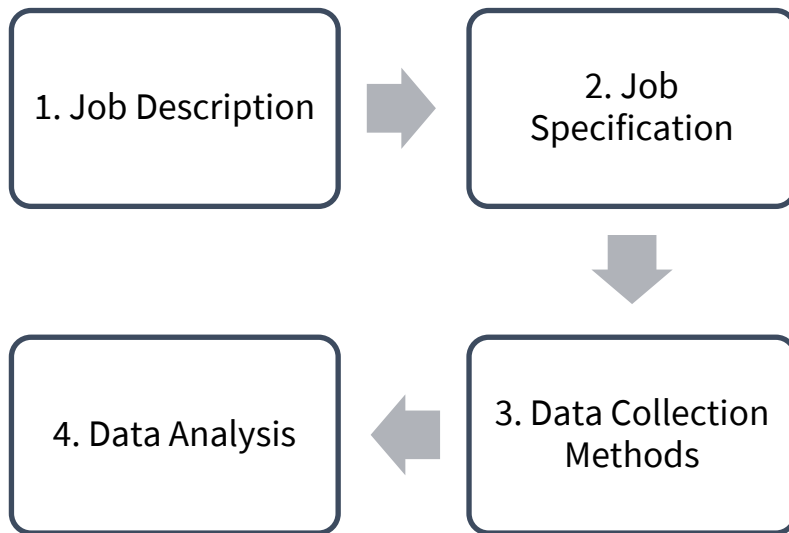 1. Job Description
2. Job
Specification
3. Data Collection
Methods
4. Data Analysis